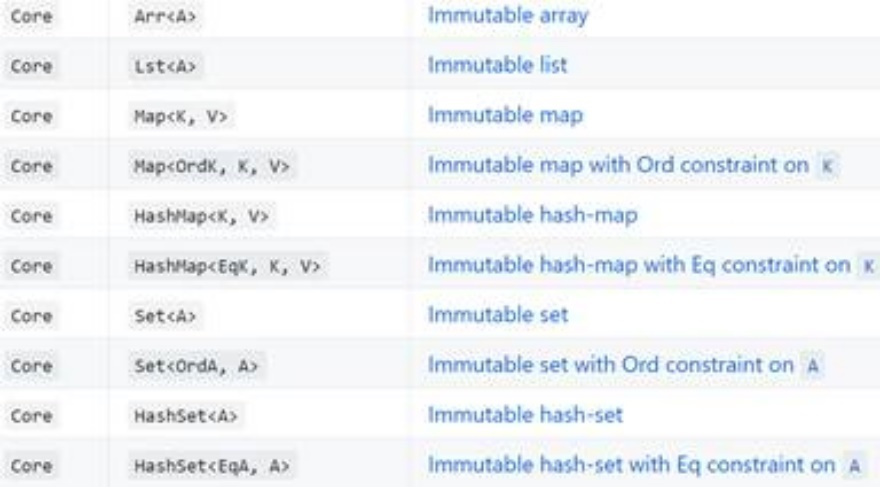 Core Arr<A> Immutable array
Core Lst<A> Immutable list
Core Map<K, V> Immutable map
Core Map<OrdK, K, V> Immutable map with Ord constraint on K
Core HashMap<K, V> Immutable hash-map
Core HashMap<EqK, K, V> Immutable hash-map with Eq constraint on K
Core Set<A> Immutable set
Core Set<OrdA, A> Immutable set with Ord constraint on A
Core HashSet<A> Immutable hash-set
Core HashSet<EqA, A> Immutable hash-set with Eq constraint on A